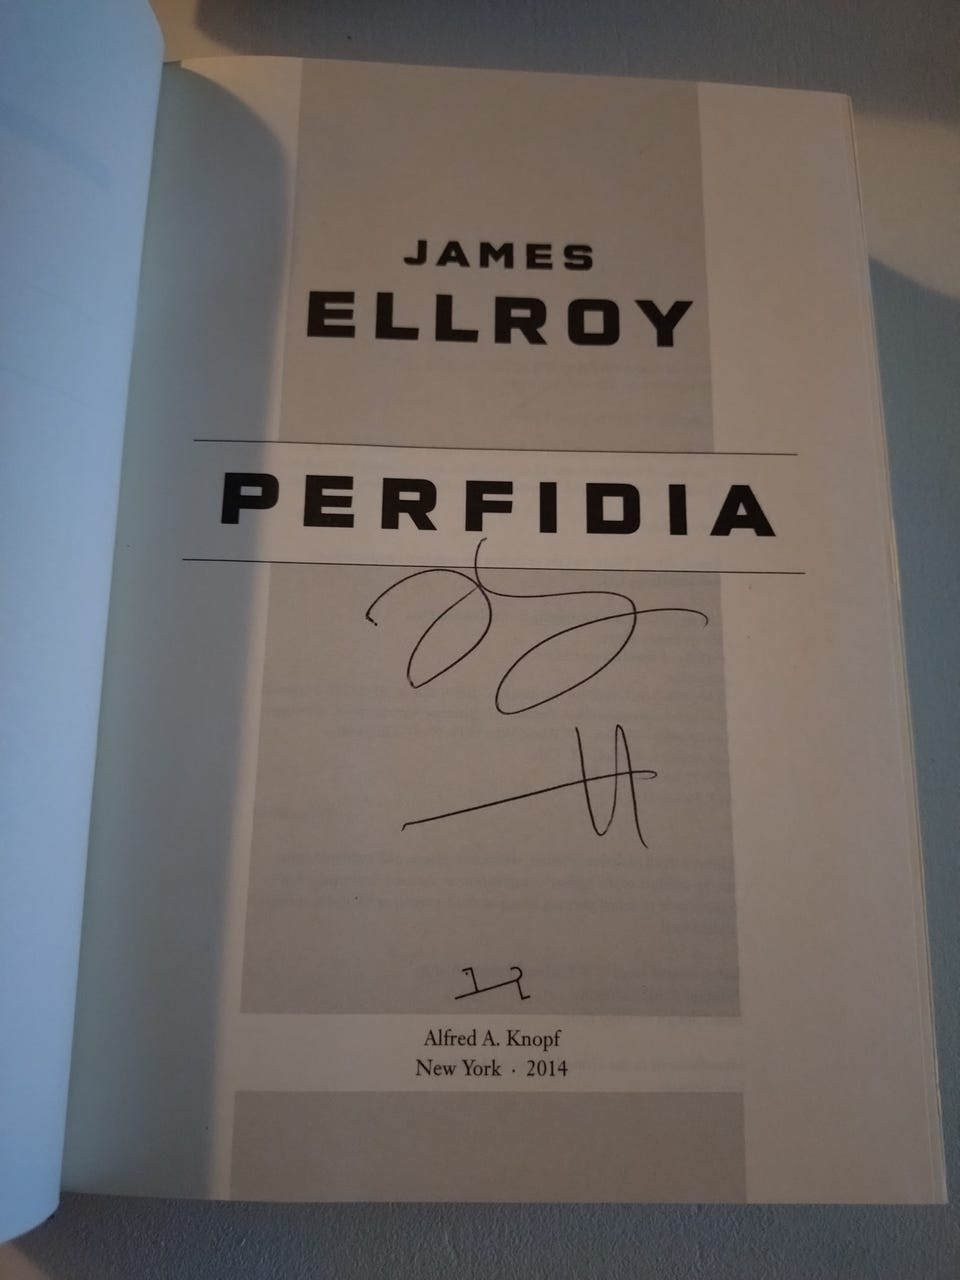 JAMES
ELLROY
PERFIDIA
Alfred A. Knopf
New York · 2014